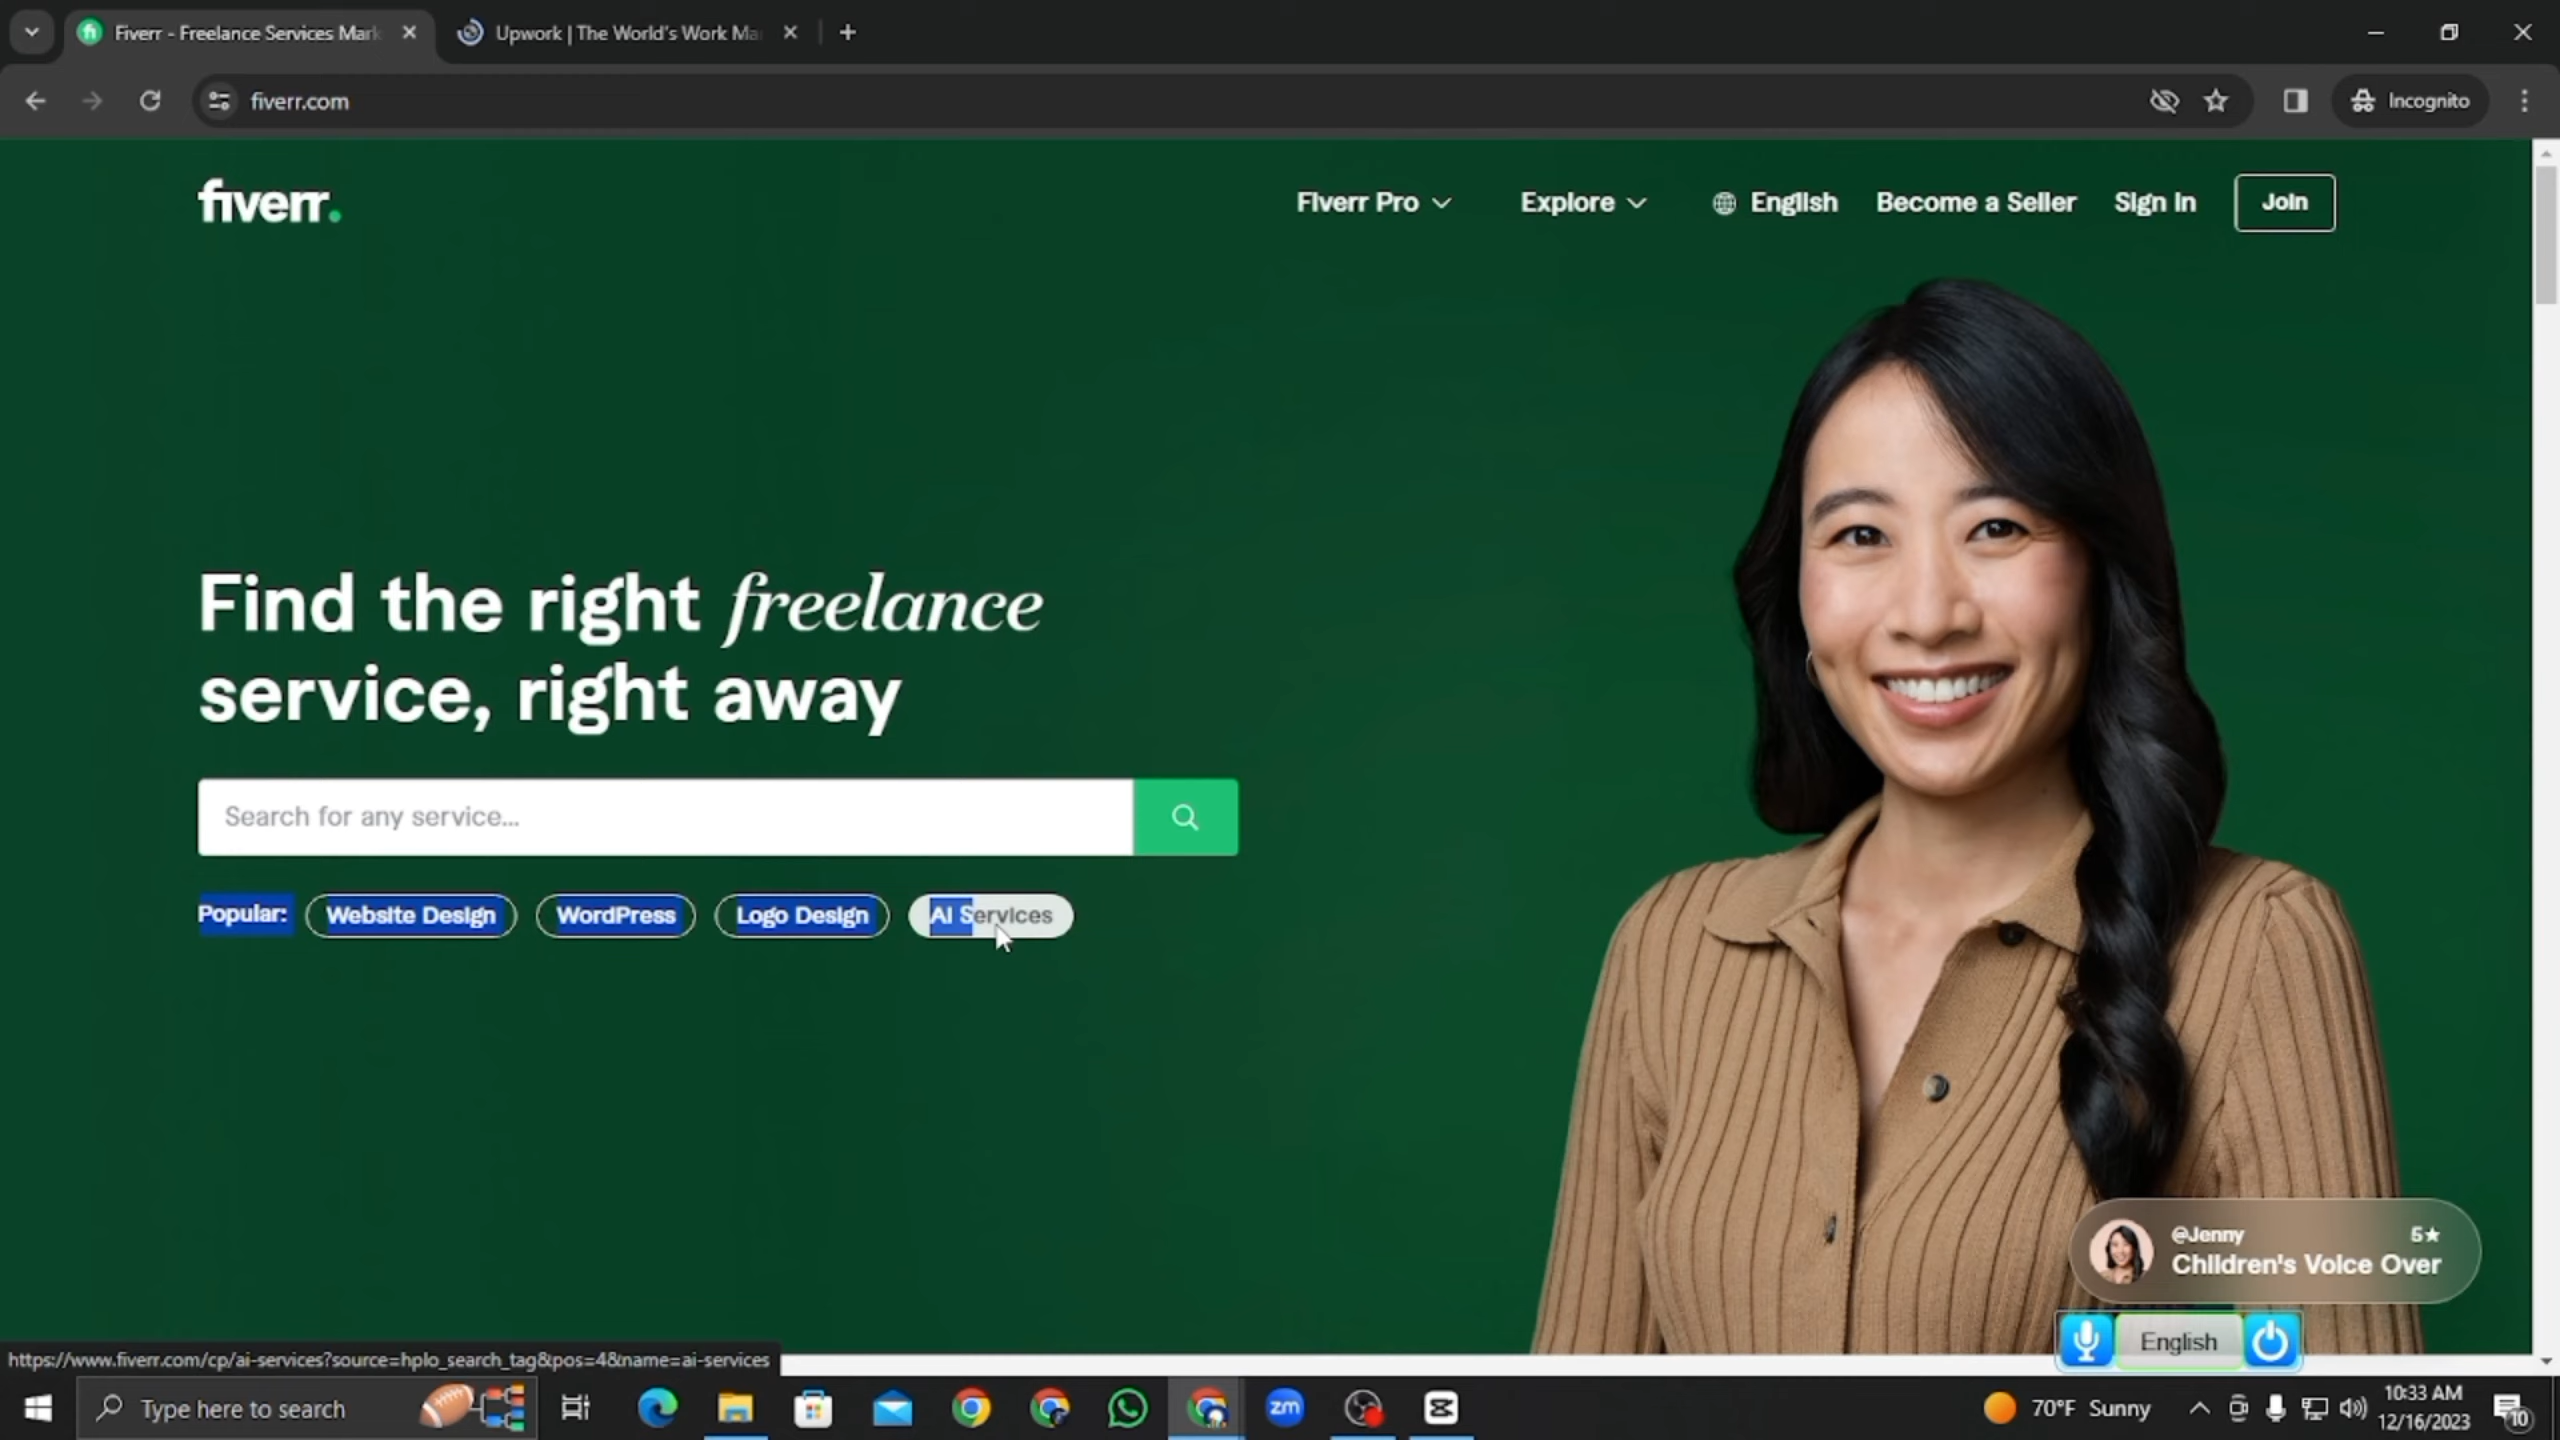 Fiverr - Freelance Services Mark
Upwork | The World's Work Ma
fiverr.com
Incognito
fiverr.
Fiverr Pro
Explore
English
Become a Seller
Sign in
Join
Find the right freelance
service, right away
Search for any service...
Popular:
Website Design
WordPress
Logo Design
AI Services
@Jenny
5★
Children's Voice Over
English
https://www.fiverr.com/cp/ai-services?source=hplo_search_tag&pos=4&name=ai-services
Type here to search
zm
70°F Sunny
10:33 AM
12/16/2023
10